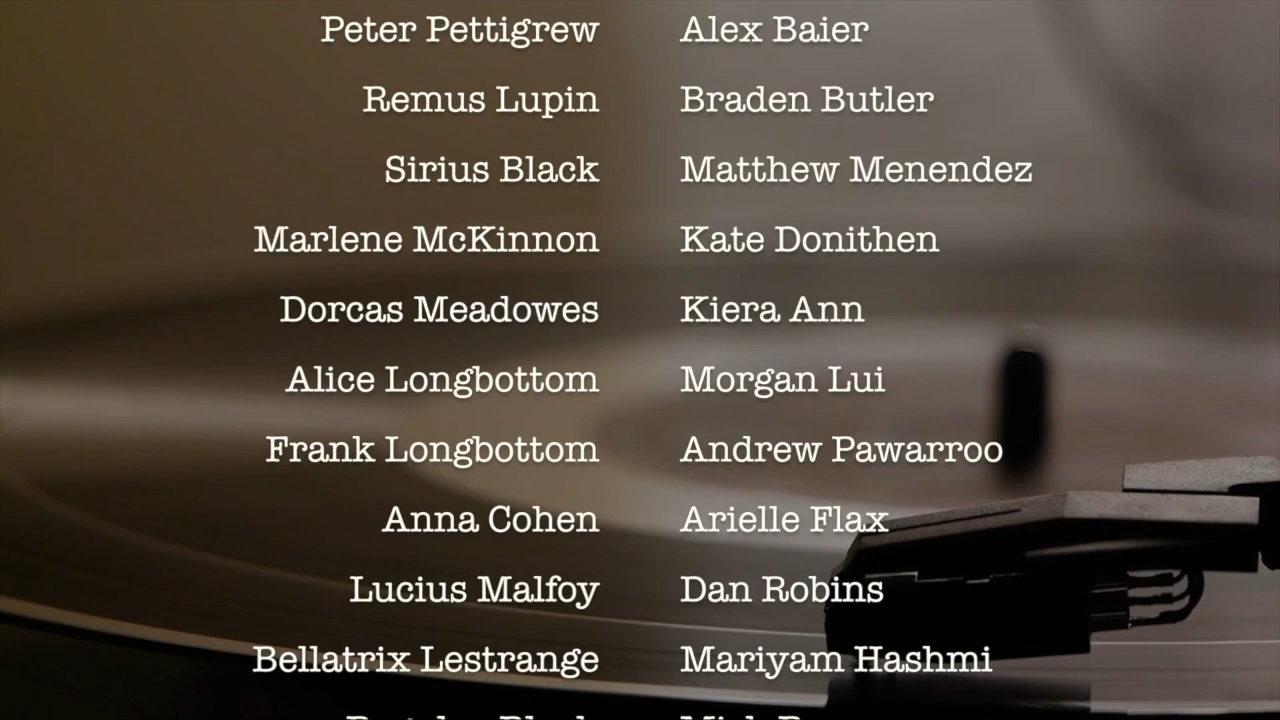 Peter Pettigrew Alex Baier
Remus Lupin Braden Butler
Sirius Black Matthew Menendez
Marlene McKinnon Kate Donithen
Dorcas Meadowes Kiera Ann
Alice Longbottom Morgan Lui
Frank Longbottom Andrew Pawarroo
Anna Cohen Arielle Flax
Lucius Malfoy Dan Robins
Bellatrix Lestrange Mariyam Hashmi